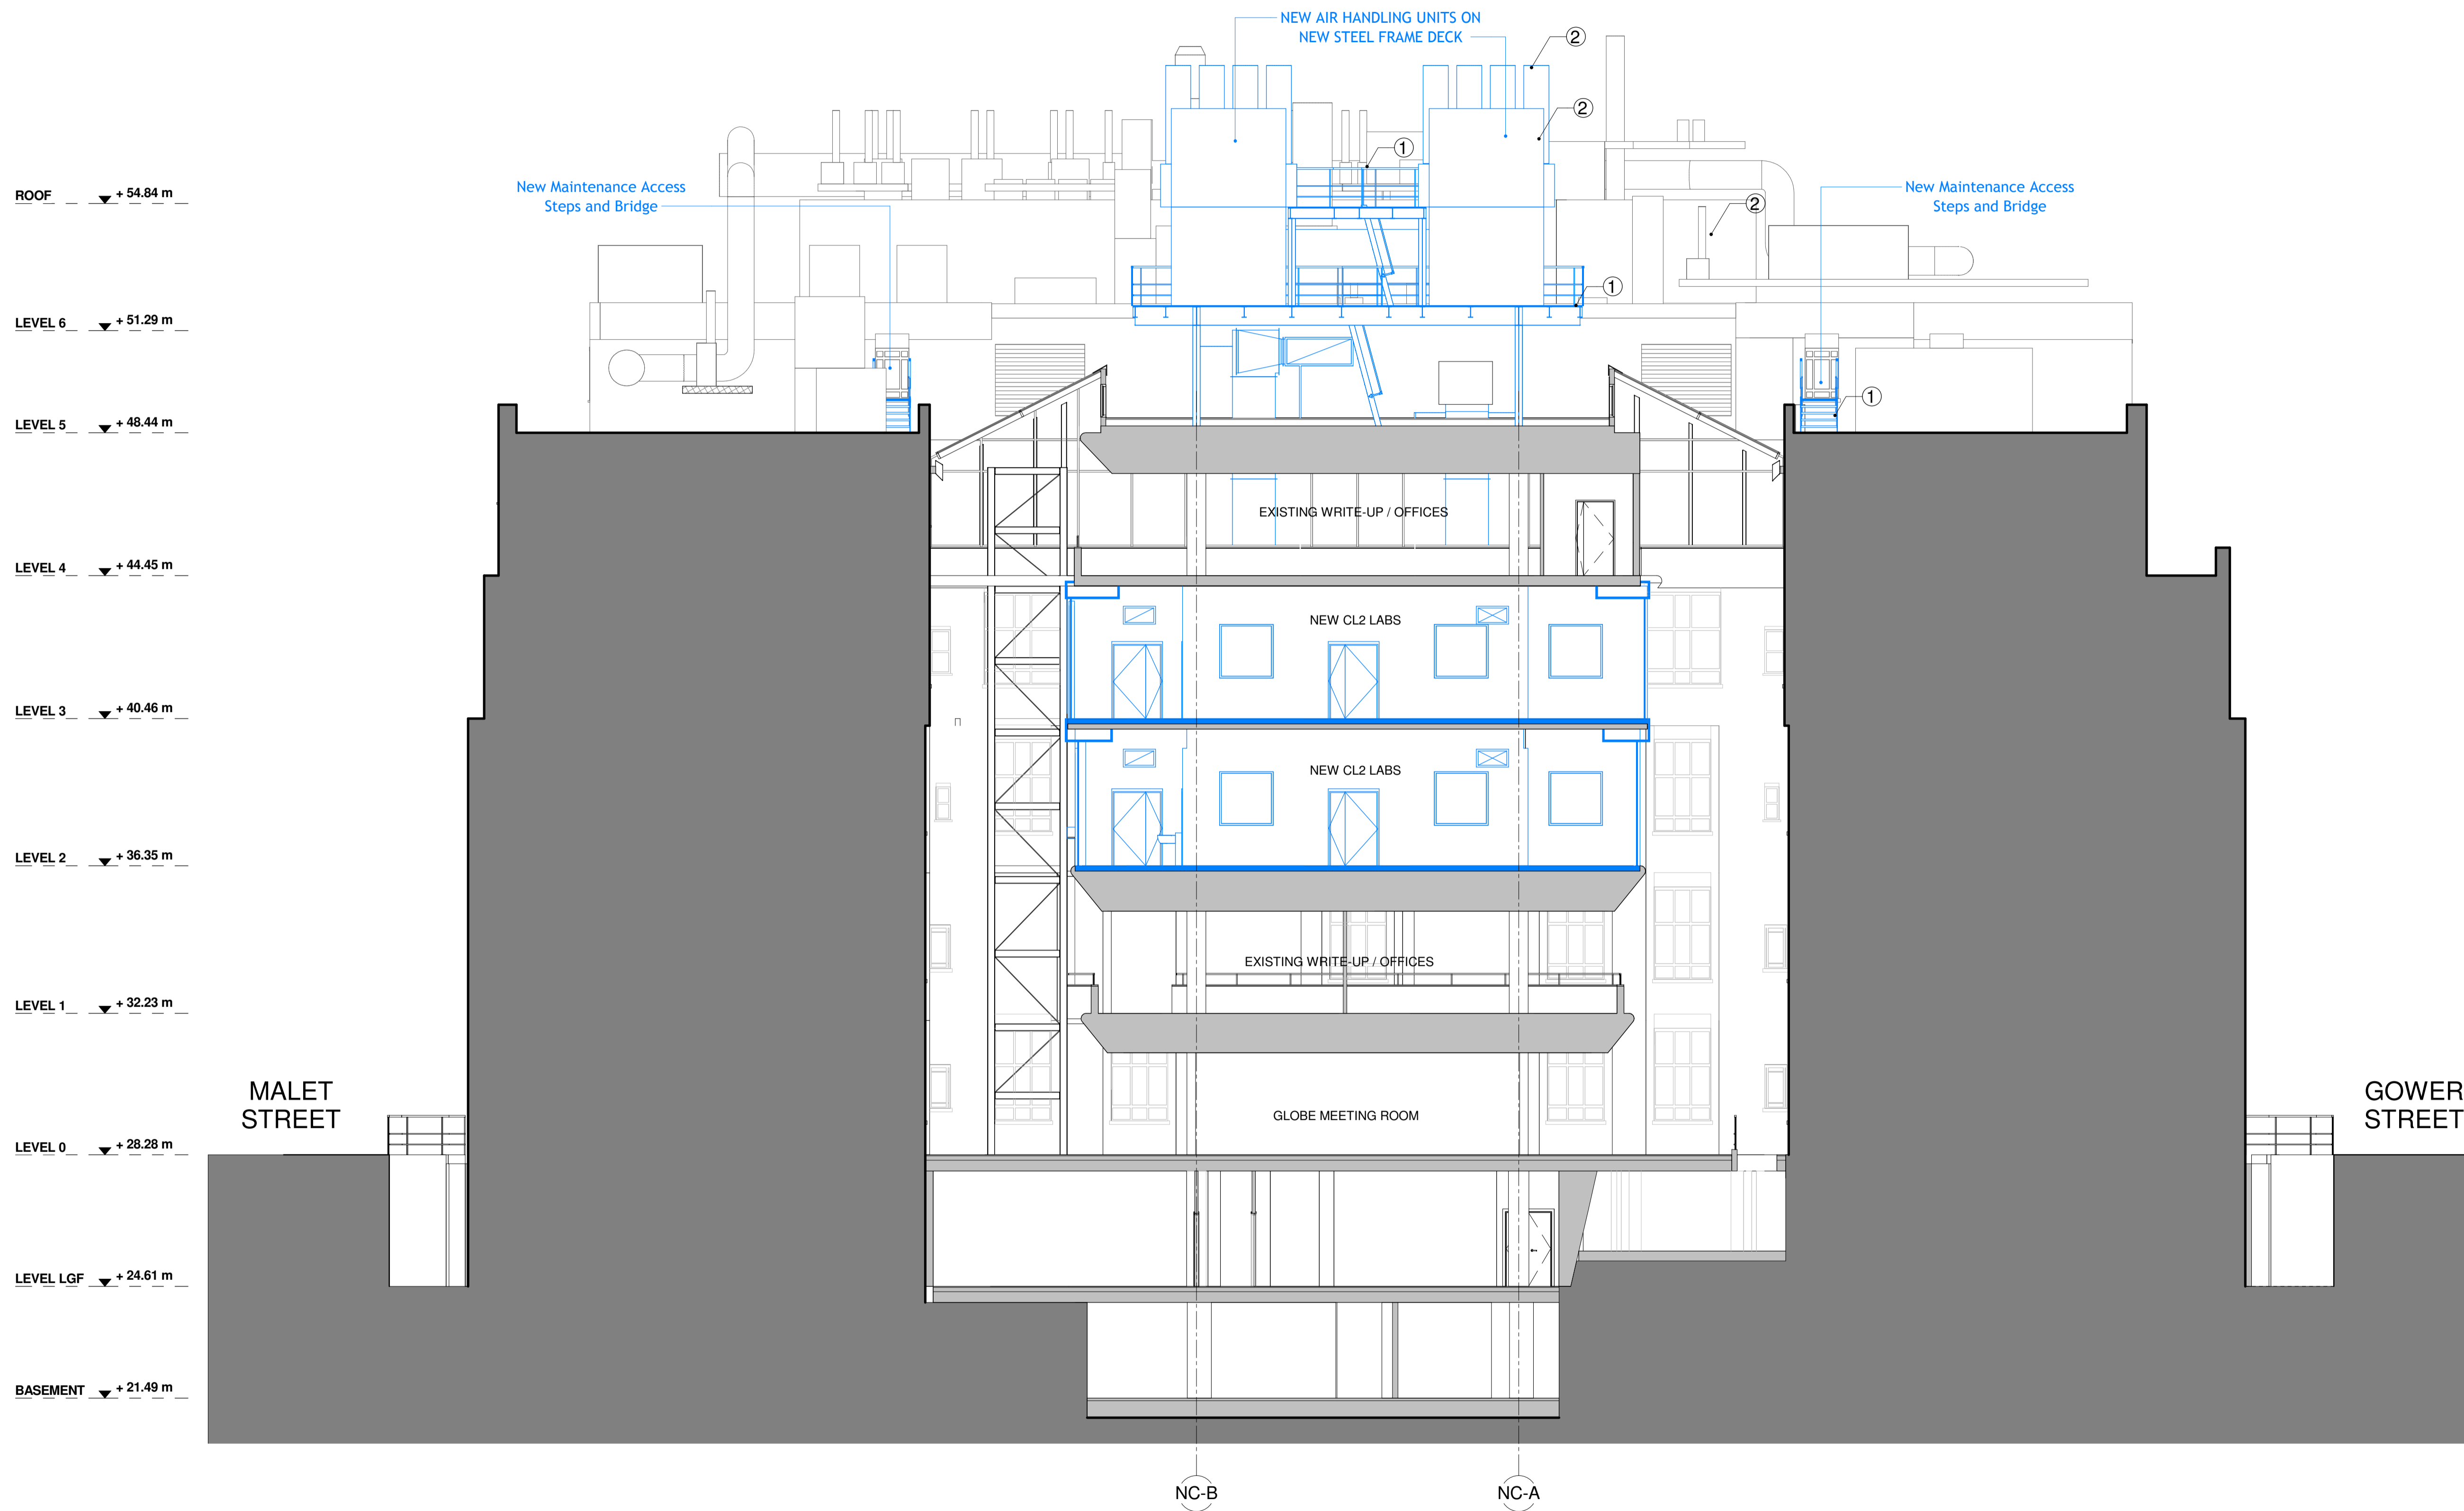 NEW AIR HANDLING UNITS ON
NEW STEEL FRAME DECK
2
2
1
New Maintenance Access
Steps and Bridge
New Maintenance Access
Steps and Bridge
2
1
1
ROOF + 54.84 m
LEVEL 6 + 51.29 m
LEVEL 5 + 48.44 m
EXISTING WRITE-UP / OFFICES
LEVEL 4 + 44.45 m
NEW CL2 LABS
LEVEL 3 + 40.46 m
NEW CL2 LABS
LEVEL 2 + 36.35 m
EXISTING WRITE-UP / OFFICES
LEVEL 1 + 32.23 m
MALET
STREET
GOWER
STREET
GLOBE MEETING ROOM
LEVEL 0 + 28.28 m
LEVEL LGF + 24.61 m
BASEMENT + 21.49 m
NC-B
NC-A